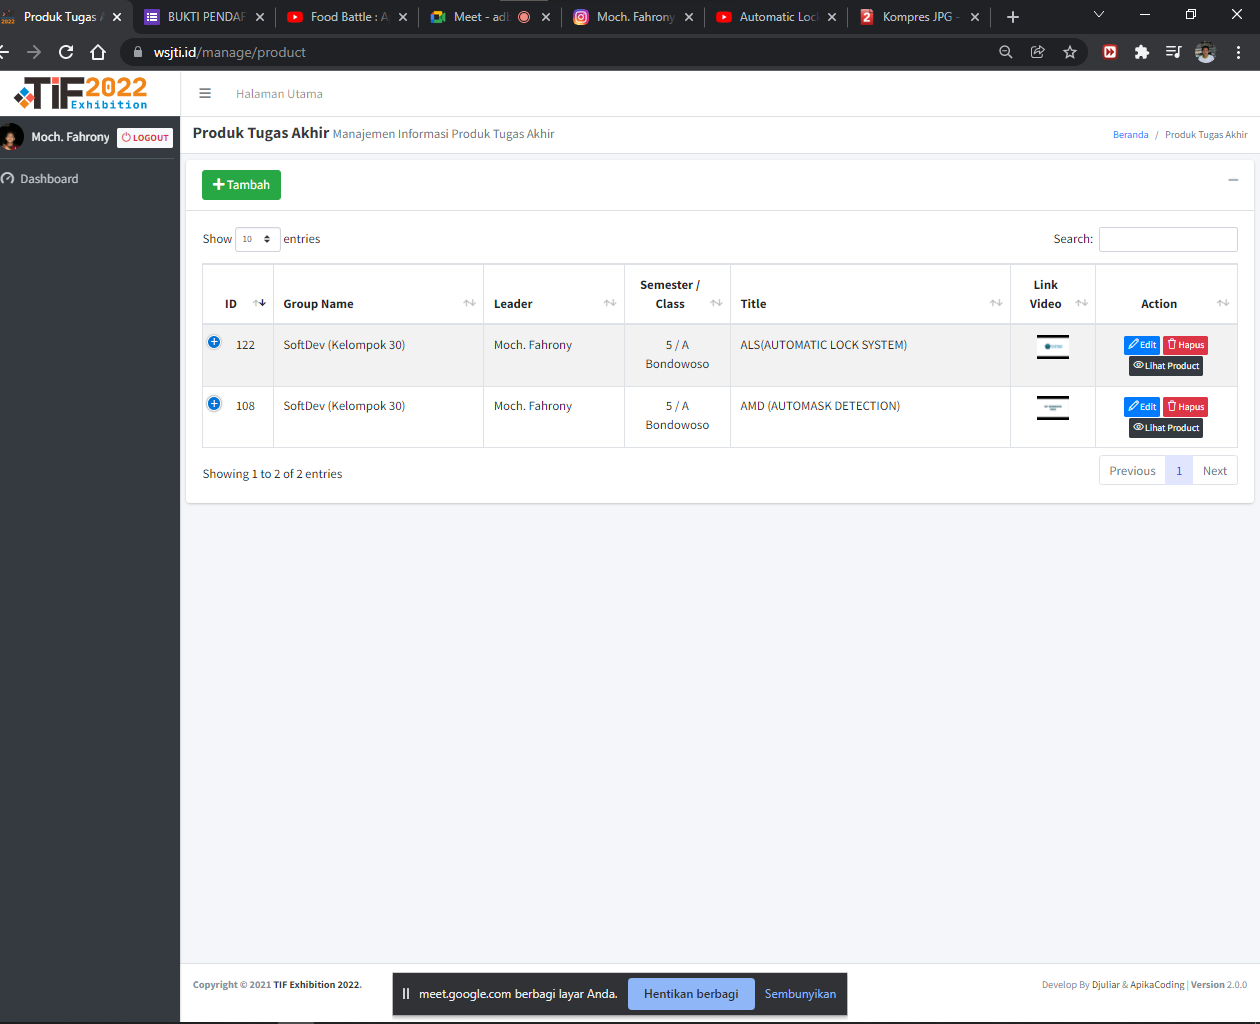 Produk Tugas A
BUKTI PENDAF
Food Battle : A
Meet - adb
Moch. Fahrony
Automatic Loc
Kompres JPG -
wsjti.id/manage/product
TiF 2022
Exhibition
Halaman Utama
Moch. Fahrony
LOGOUT
Dashboard
Produk Tugas Akhir Manajemen Informasi Produk Tugas Akhir
Beranda / Produk Tugas Akhir
Tambah
Show 10 entries
Search:
ID
Group Name
Leader
Semester /
Class
Title
Link
Video
Action
122
SoftDev (Kelompok 30)
Moch. Fahrony
5 / A
Bondowoso
ALS(AUTOMATIC LOCK SYSTEM)
Edit
Hapus
Lihat Product
108
SoftDev (Kelompok 30)
Moch. Fahrony
5 / A
Bondowoso
AMD (AUTOMASK DETECTION)
Edit
Hapus
Lihat Product
Showing 1 to 2 of 2 entries
Previous 1 Next
Copyright © 2021 TIF Exhibition 2022.
meet.google.com berbagi layar Anda.
Hentikan berbagi
Sembunyikan
Develop By Djuliar & ApikaCoding | Version 2.0.0